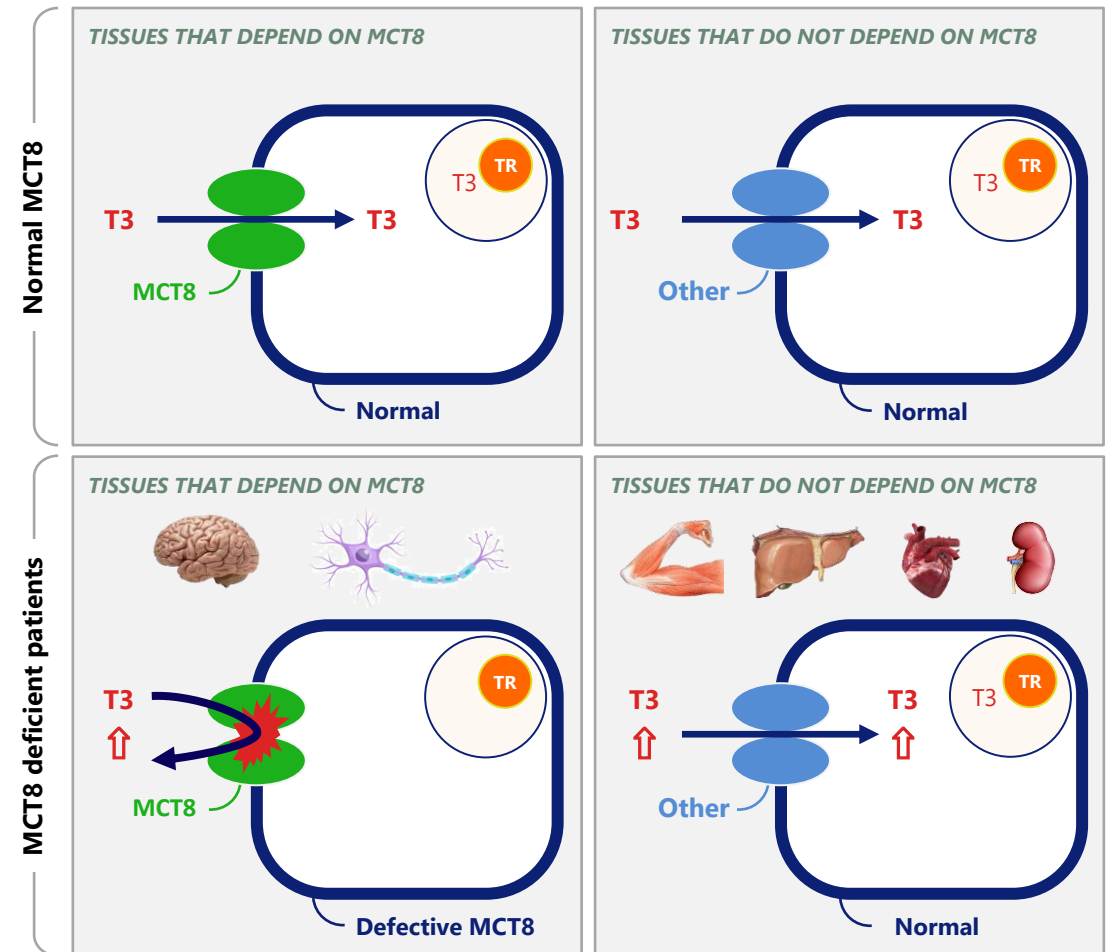 Normal MCT8
TISSUES THAT DEPEND ON MCT8
T3
TR
T3
T3
MCT8
Normal
TISSUES THAT DO NOT DEPEND ON MCT8
T3
TR
T3
T3
Other
Normal
MCT8 deficient patients
TISSUES THAT DEPEND ON MCT8
TR
T3
MCT8
Defective MCT8
TISSUES THAT DO NOT DEPEND ON MCT8
TR
T3
T3
T3
Other
Normal